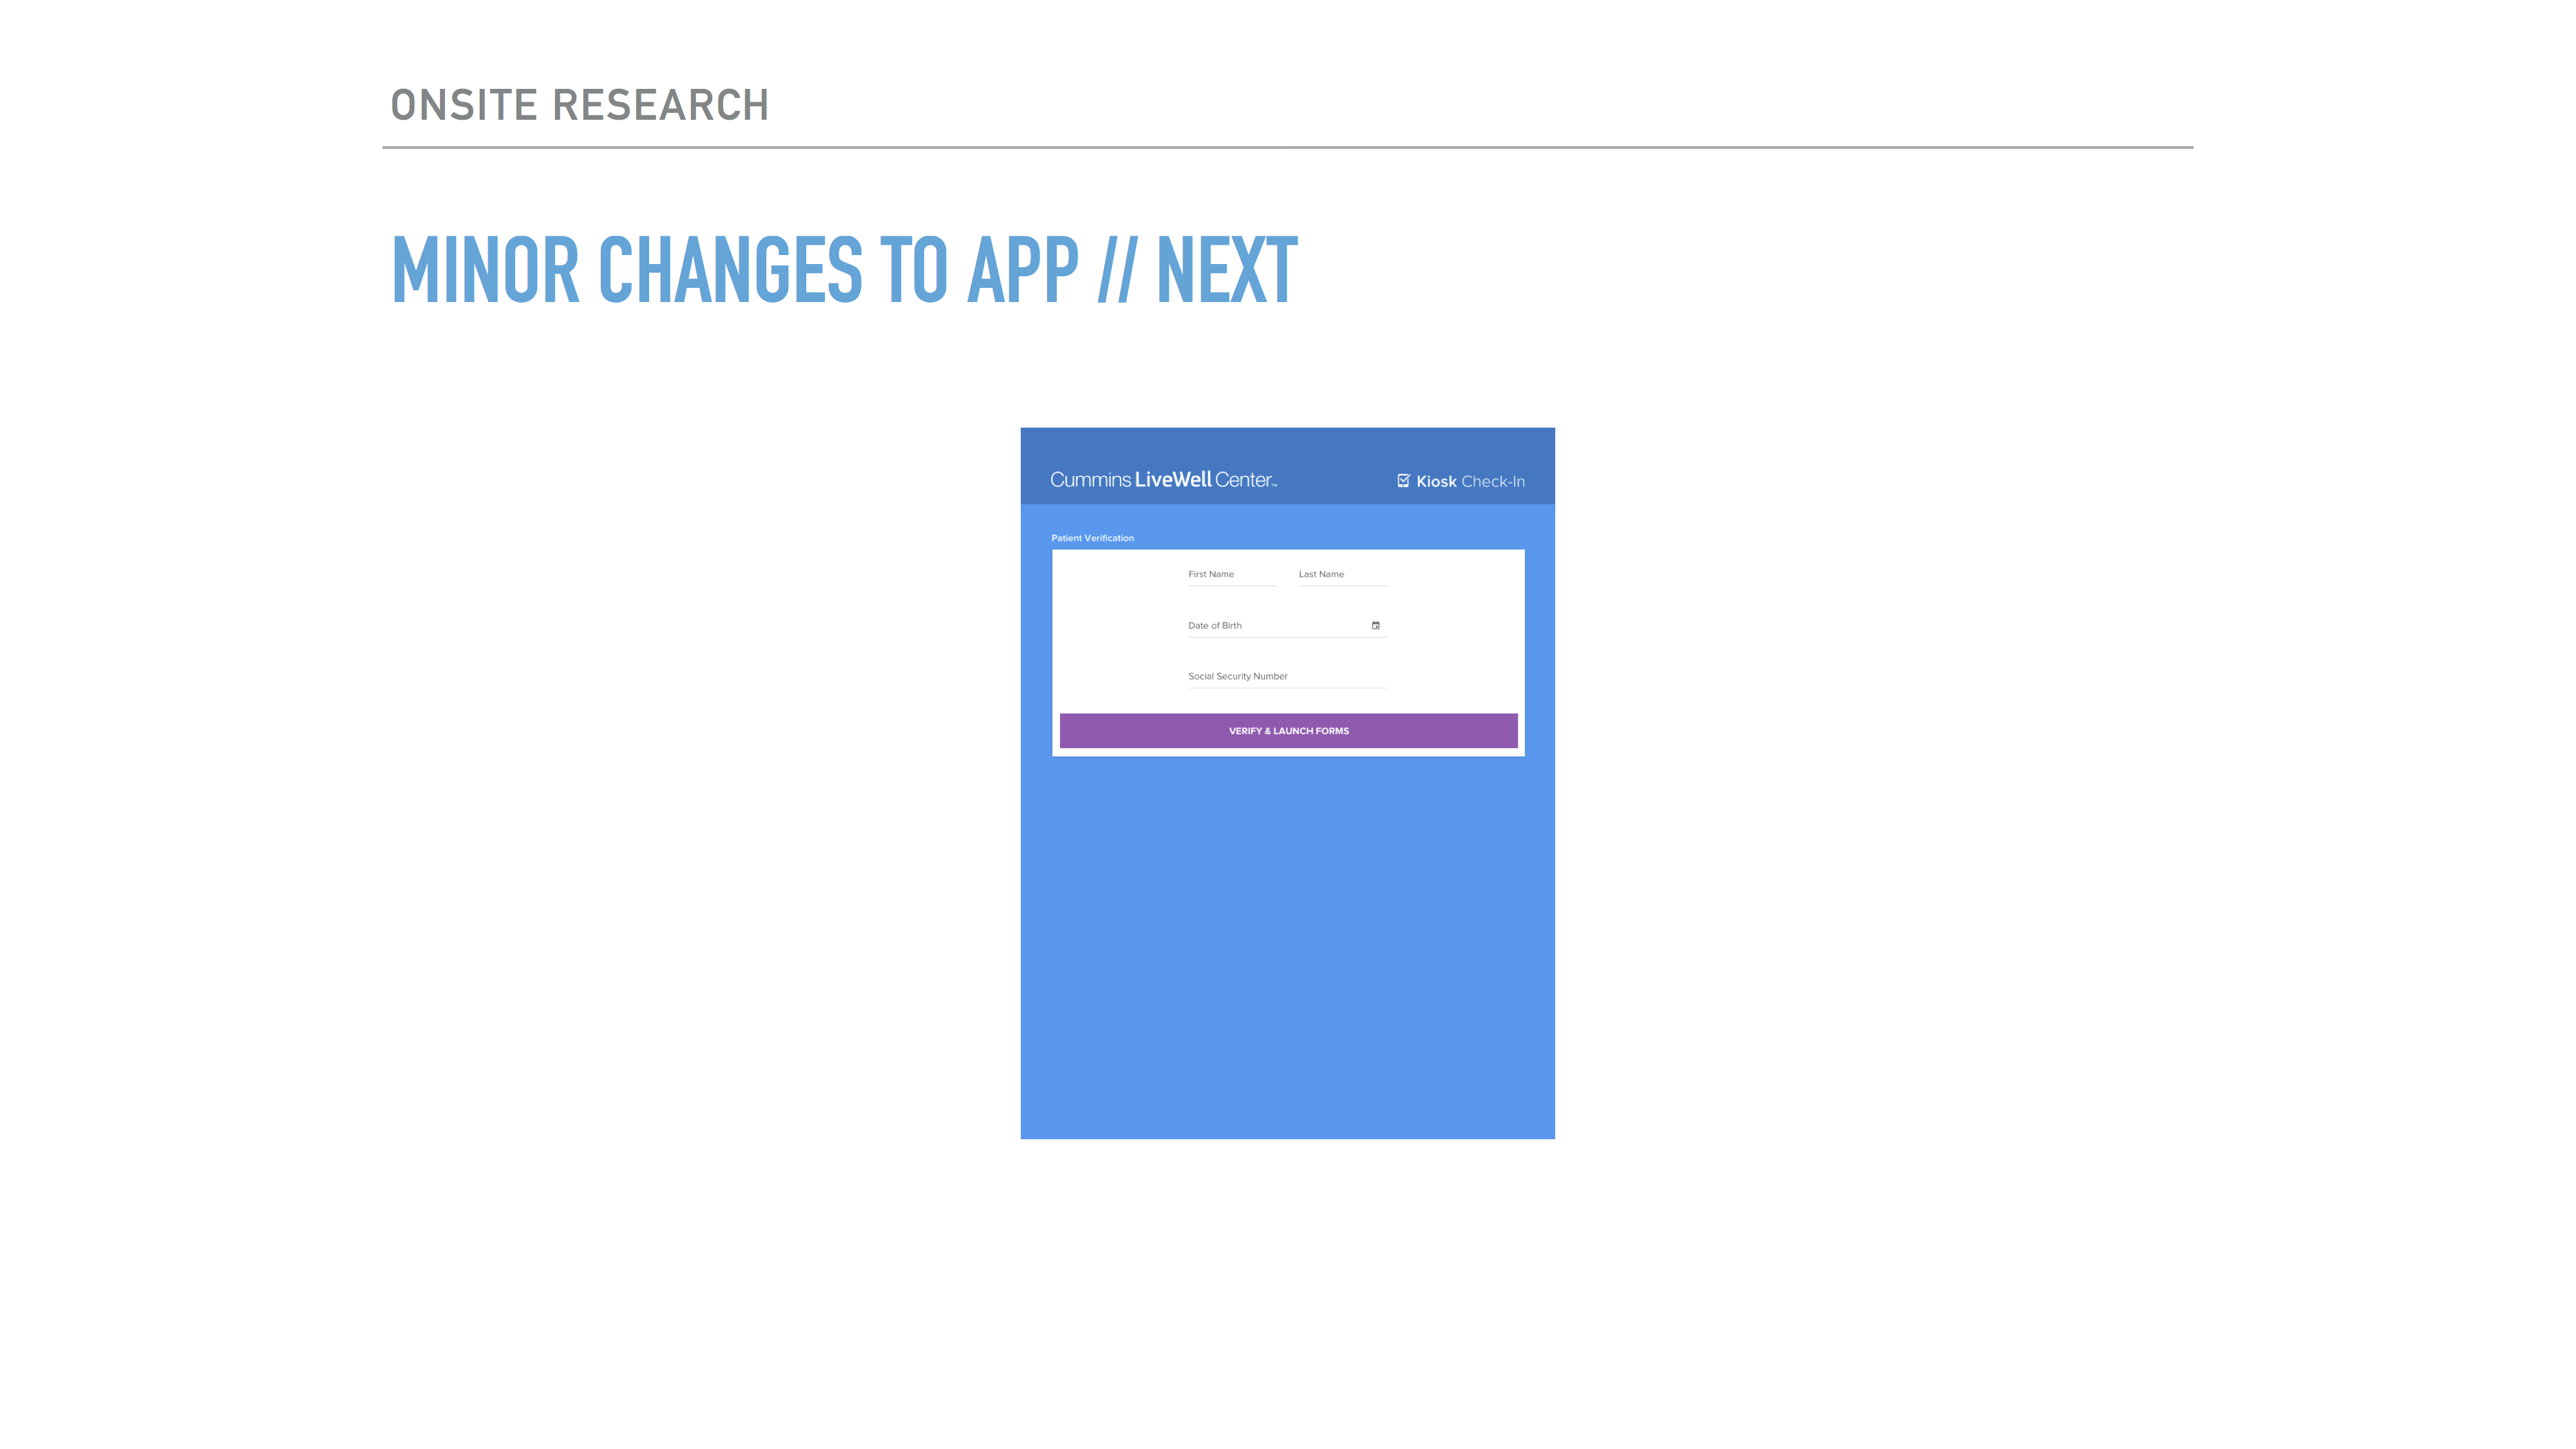 ONSITE RESEARCH
MINOR CHANGES TO APP // NEXT
Cummins LiveWell Center™ Kiosk Check-In
Patient Verification
First Name Last Name
Date of Birth
Social Security Number
VERIFY & LAUNCH FORMS